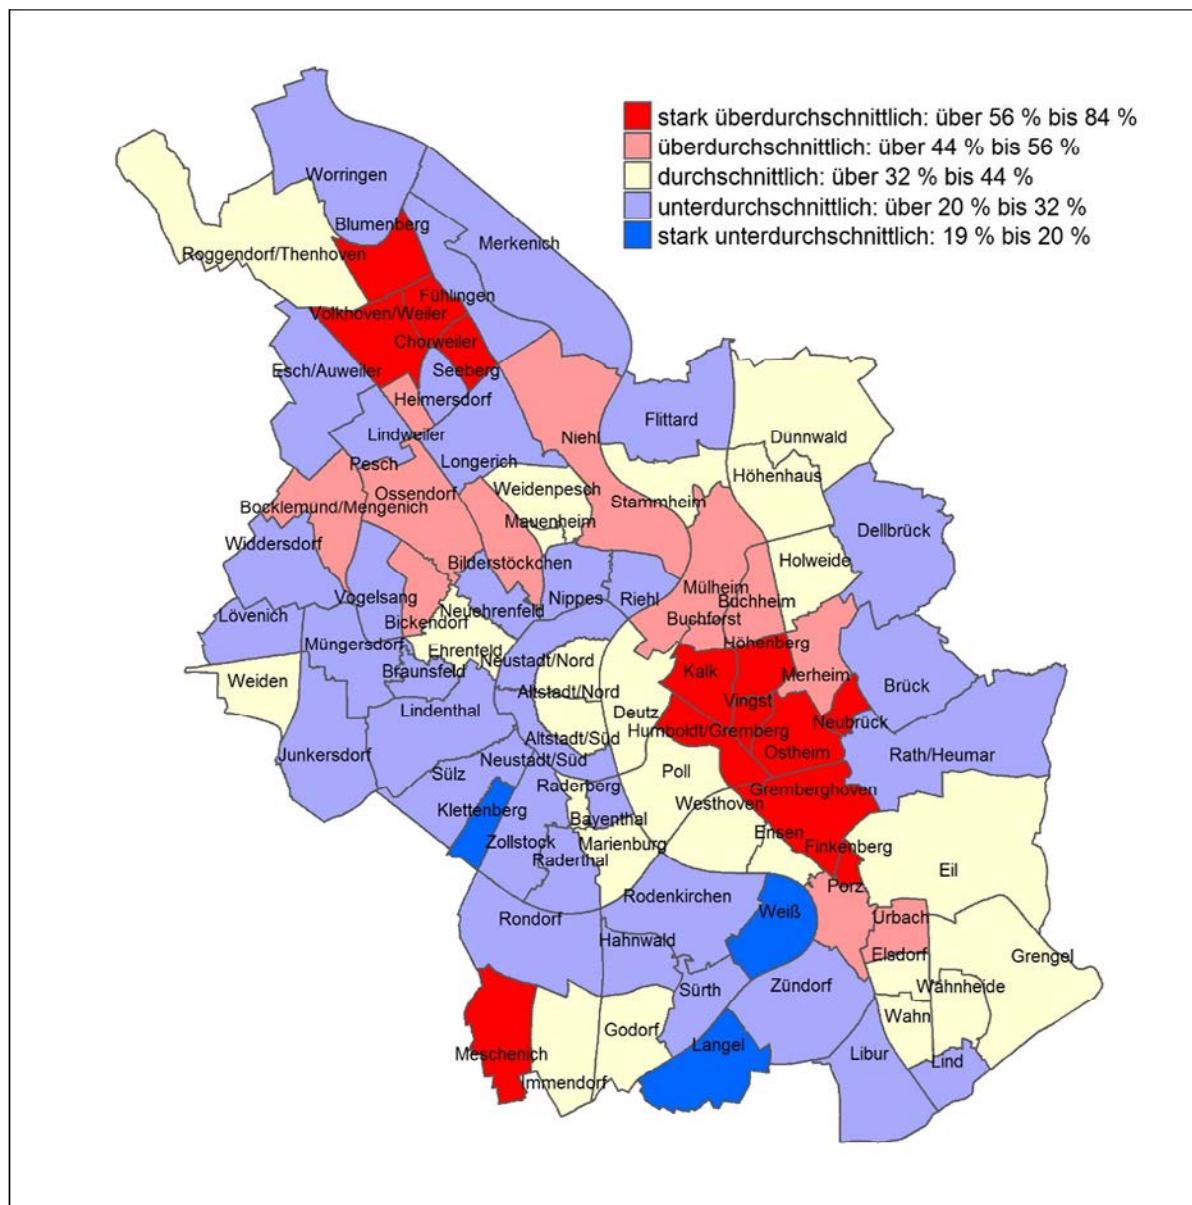 stark überdurchschnittlich: über 56 % bis 84 %
überdurchschnittlich: über 44 % bis 56 %
durchschnittlich: über 32 % bis 44 %
unterdurchschnittlich: über 20 % bis 32 %
stark unterdurchschnittlich: 19 % bis 20 %
Worringen
Blumenberg
Merkenich
Roggendorf/Thenhoven
Fühlingen
Volkhoven/Weiler
Chorweiler
Esch/Auweiler
Seeberg
Heimersdorf
Flittard
Lindweiler
Niehl
Dünnwald
Pesch
Longerich
Höhenhaus
Ossendorf
Weidenpesch
Stammheim
Bocklemünd/Mengenich
Mauenheim
Dellbrück
Widdersdorf
Bilderstöckchen
Holweide
Vogelsang
Nippes
Riehl
Mülheim
Buchheim
Neuehrenfeld
Lövenich
Bickendorf
Buchforst
Müngersdorf
Ehrenfeld
Höhenberg
Neustadt/Nord
Braunsfeld
Kalk
Merheim
Weiden
Altstadt/Nord
Brück
Vingst
Lindenthal
Deutz
Neubrück
Humboldt/Gremberg
Altstadt/Süd
Junkersdorf
Neustadt/Süd
Ostheim
Rath/Heumar
Sülz
Poll
Raderberg
Gremberghoven
Klettenberg
Westhoven
Bayenthal
Ensen
Zollstock
Marienburg
Finkenberg
Raderthal
Eil
Porz
Rodenkirchen
Weiß
Rondorf
Urbach
Hahnwald
Elsdorf
Grengel
Sürth
Zündorf
Wahnheide
Wahn
Godorf
Langel
Meschenich
Libur
Lind
Immendorf